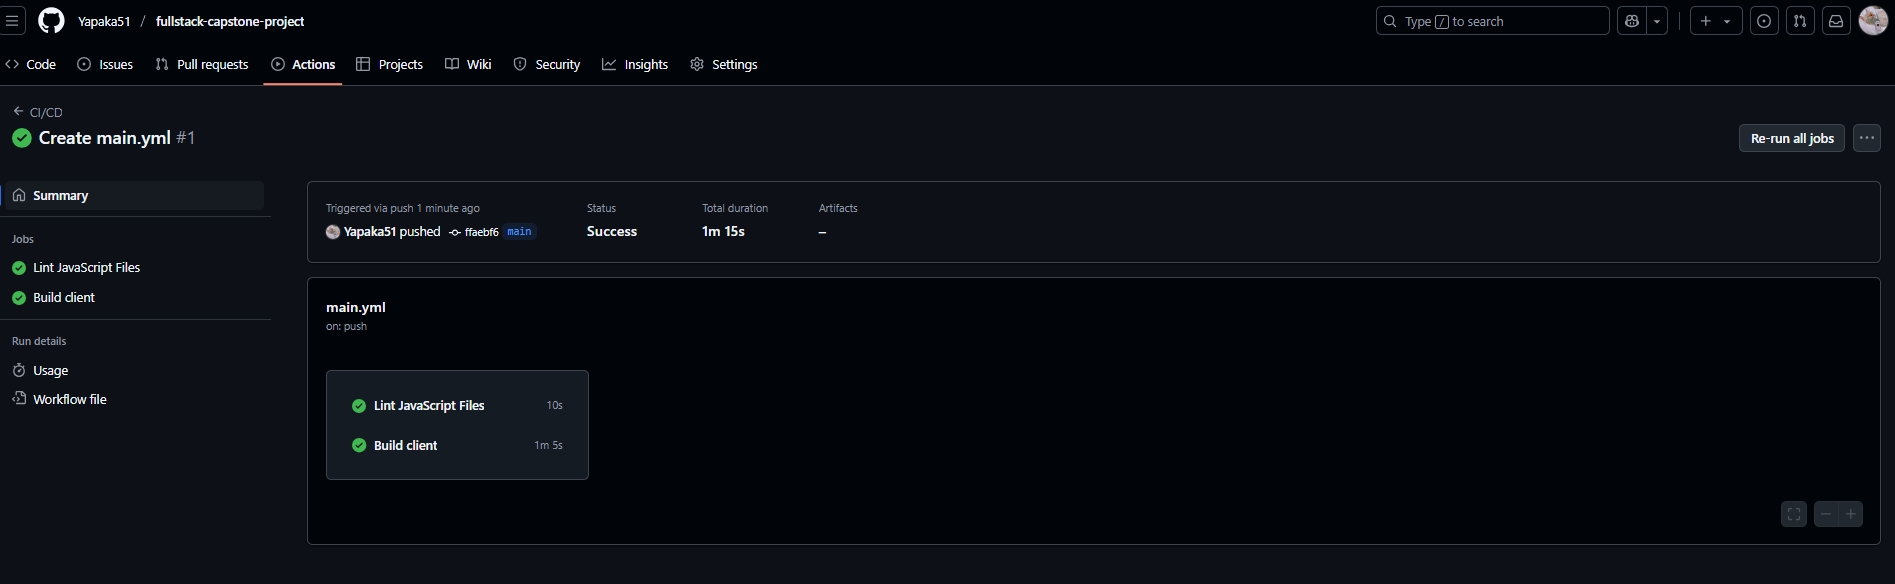 Yapaka51 / fullstack-capstone-project
Type / to search
Code Issues Pull requests Actions Projects Wiki Security Insights Settings
CI/CD
Create main.yml #1
Re-run all jobs
Summary
Jobs
Lint JavaScript Files
Build client
Run details
Usage
Workflow file
Triggered via push 1 minute ago
Yapaka51 pushed ffaebf6 main
Status
Success
Total duration
1m 15s
Artifacts
–
main.yml
on: push
Lint JavaScript Files 10s
Build client 1m 5s